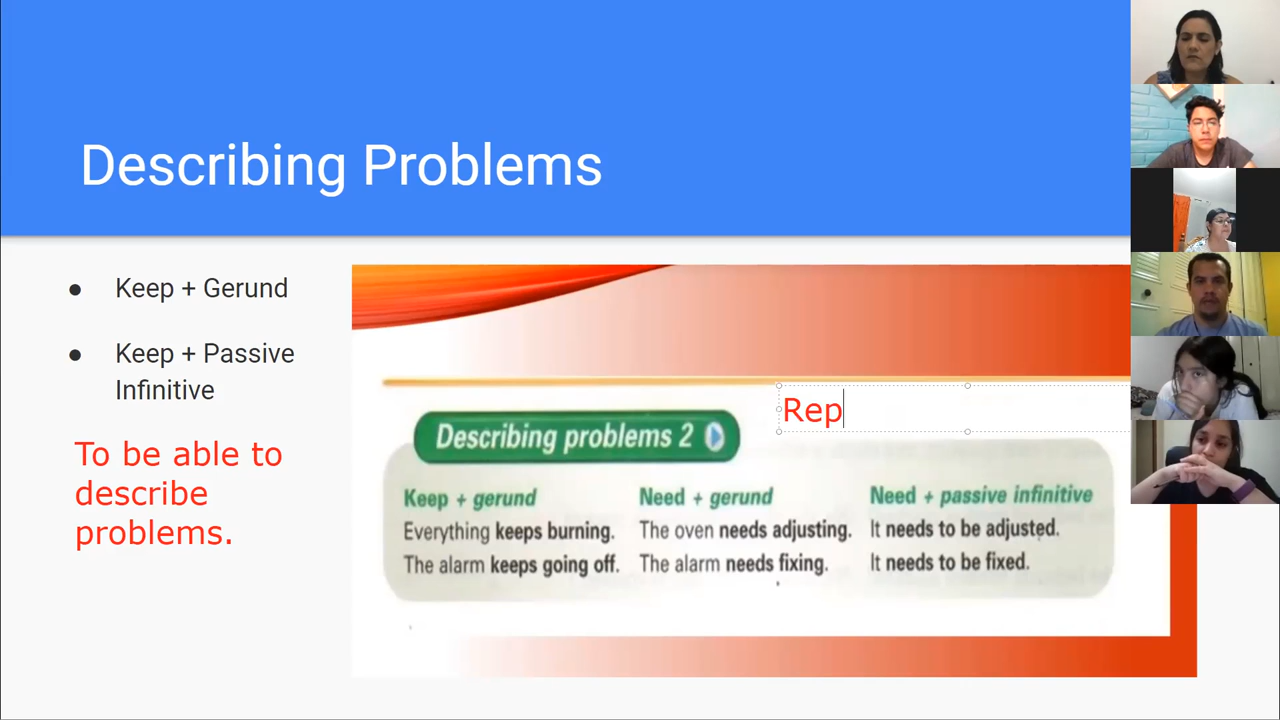 Describing Problems
Keep + Gerund
Keep + Passive
Infinitive
To be able to
describe
problems.
Rep
Describing problems 2
Keep + gerund
Everything keeps burning.
The alarm keeps going off.
Need + gerund
The oven needs adjusting.
The alarm needs fixing.
Need + passive infinitive
It needs to be adjusted.
It needs to be fixed.